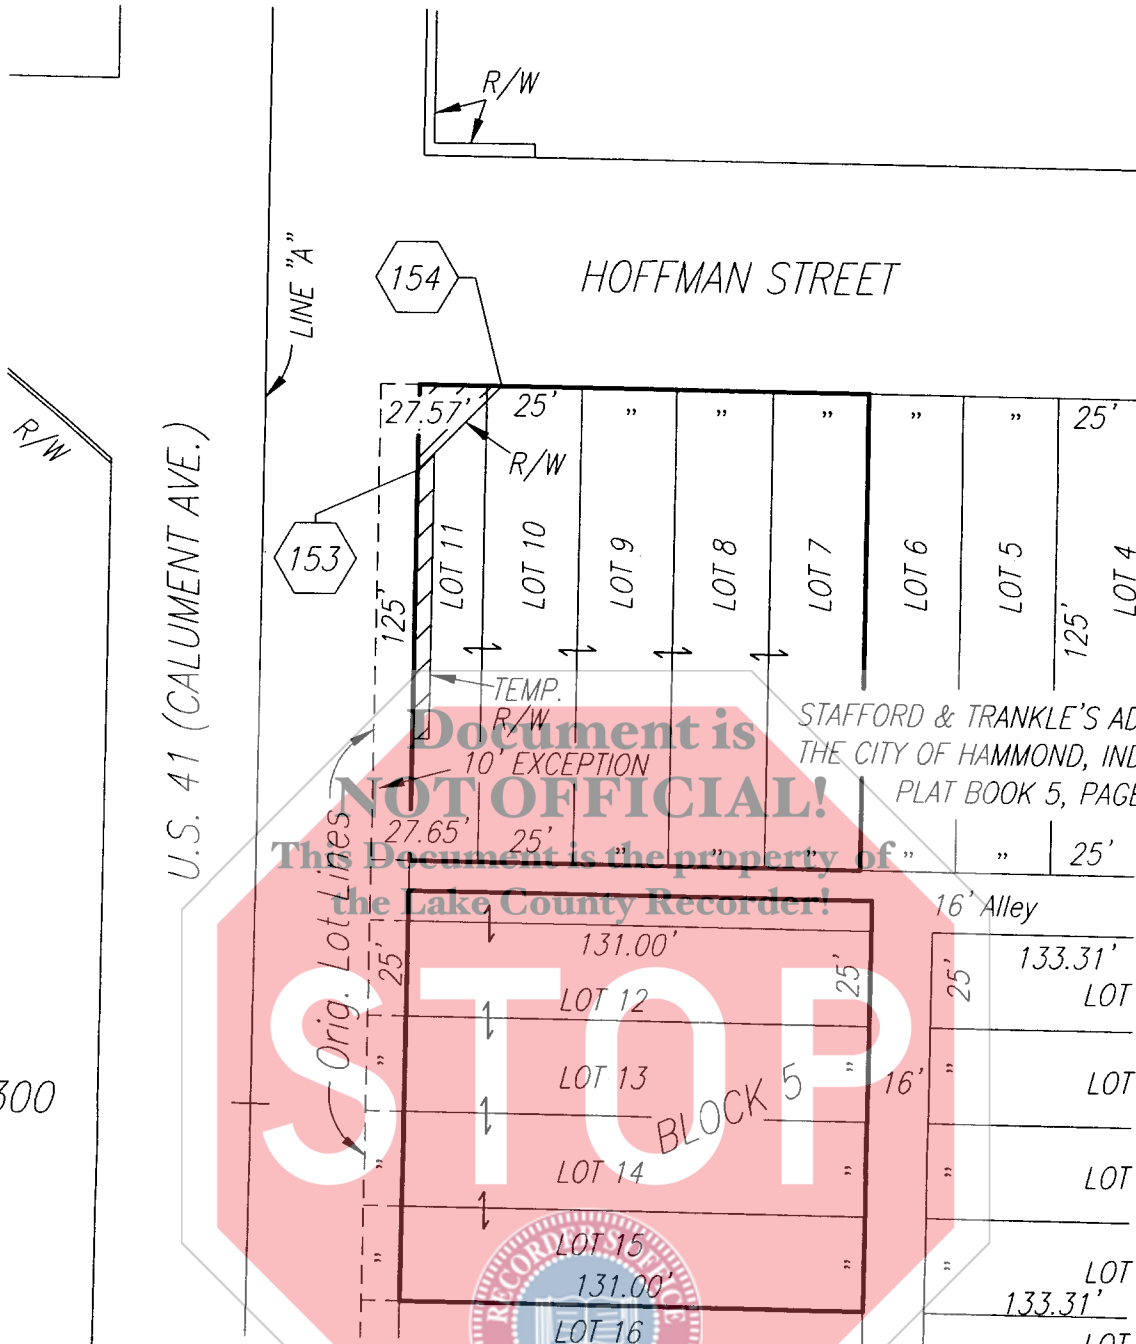 R/W
LINE "A"
154
HOFFMAN STREET
R/W
27.57'
25'
"
"
"
"
"
25'
R/W
U.S. 41 (CALUMENT AVE.)
153
125'
LOT 11
LOT 10
LOT 9
LOT 8
LOT 7
LOT 6
LOT 5
LOT 4
125'
TEMP.
R/W
10' EXCEPTION
STAFFORD & TRANKLE'S AD
THE CITY OF HAMMOND, IND
PLAT BOOK 5, PAGE
Document is
NOT OFFICIAL!
This Document is the property of
the Lake County Recorder!
27.65'
25'
"
"
"
"
"
25'
Orig. Lot Lines
16' Alley
25'
131.00'
25'
25'
133.31'
LOT 12
LOT
STOP
"
LOT 13
"
16'
"
LOT
300
BLOCK 5
"
LOT 14
"
"
LOT
"
LOT 15
"
"
LOT
131.00'
133.31'
RECORDER'S OFFICE
LOT 16
LOT